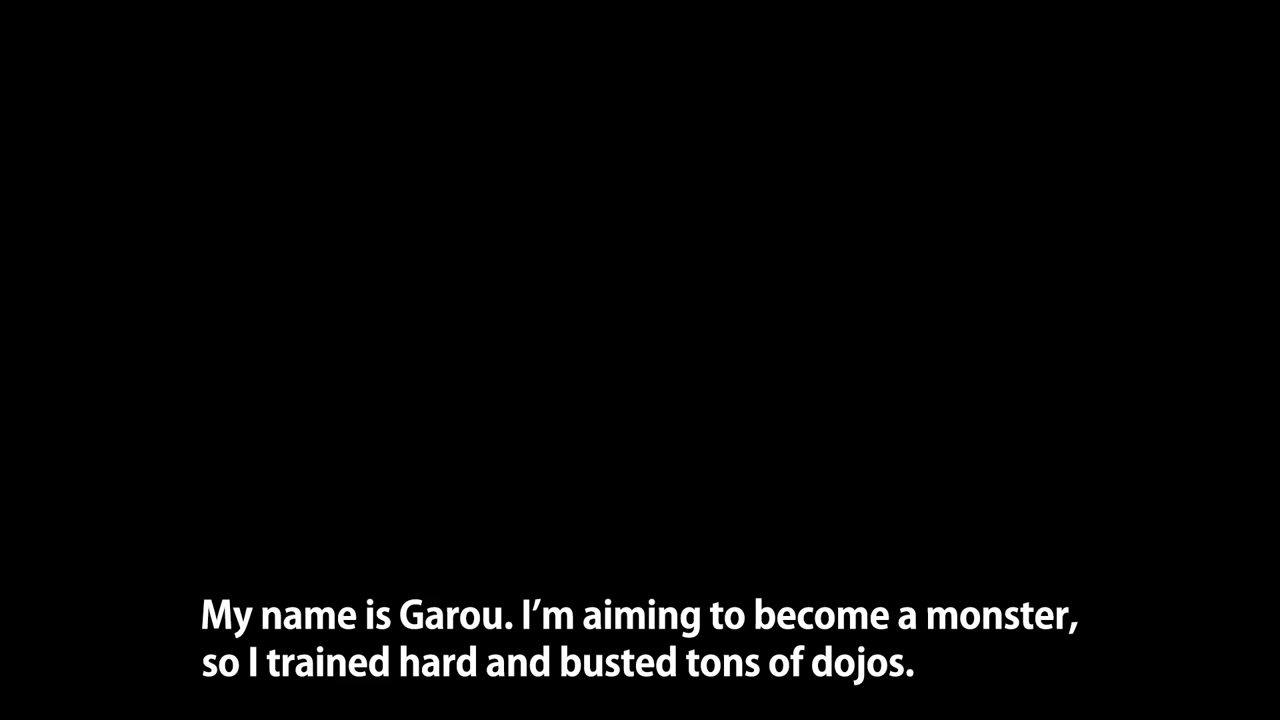 My name is Garou. I’m aiming to become a monster,
so I trained hard and busted tons of dojos.